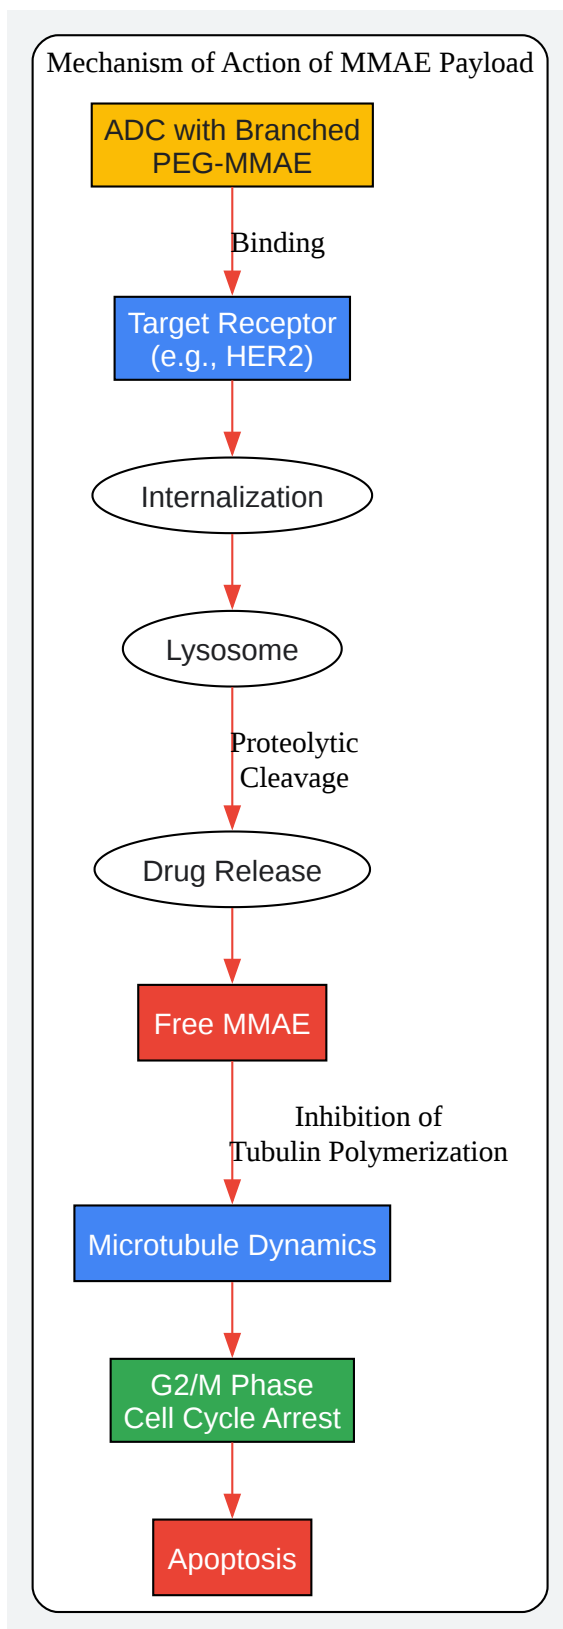 Mechanism of Action of MMAE Payload
ADC with Branched
PEG-MMAE
Binding
Target Receptor
(e.g., HER2)
Internalization
Lysosome
Proteolytic
Cleavage
Drug Release
Free MMAE
Inhibition of
Tubulin Polymerization
Microtubule Dynamics
G2/M Phase
Cell Cycle Arrest
Apoptosis